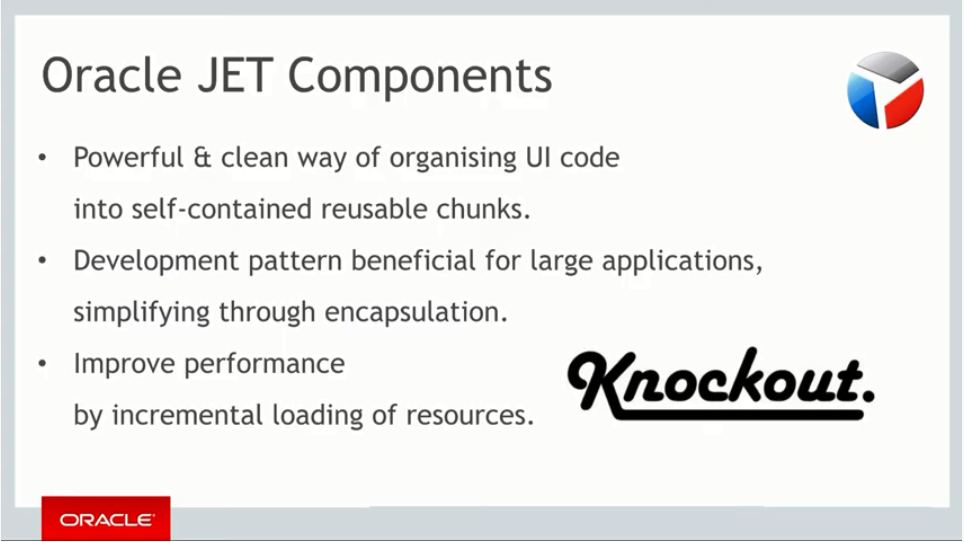 Oracle JET Components
• Powerful & clean way of organising UI code
into self-contained reusable chunks.
• Development pattern beneficial for large applications,
simplifying through encapsulation.
• Improve performance
by incremental loading of resources.
Knockout.
ORACLE